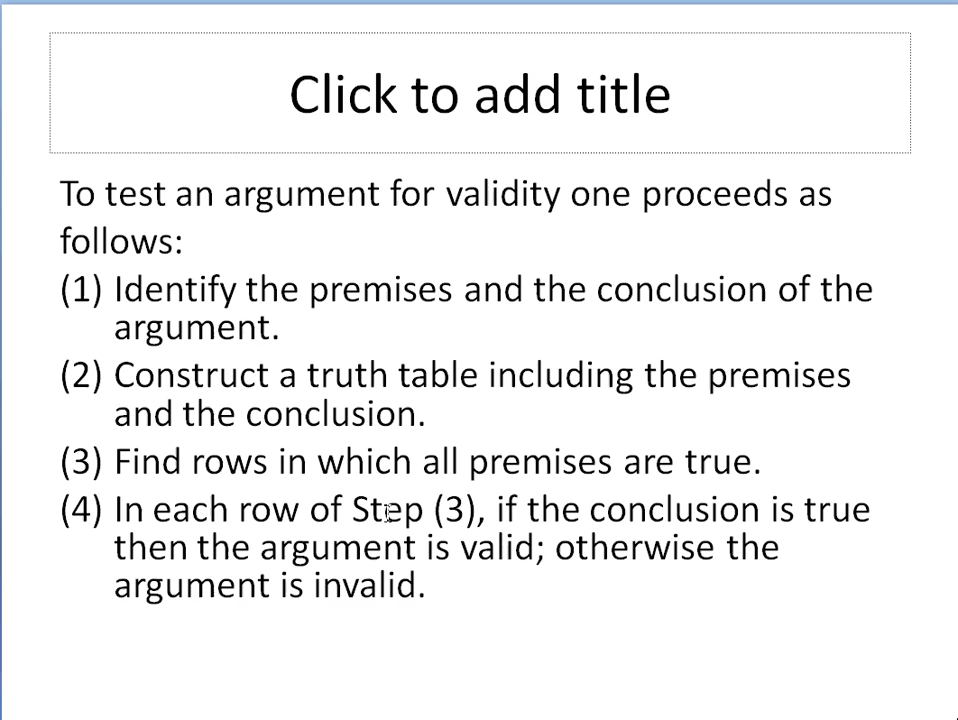 Click to add title
To test an argument for validity one proceeds as
follows:
(1) Identify the premises and the conclusion of the
argument.
(2) Construct a truth table including the premises
and the conclusion.
(3) Find rows in which all premises are true.
(4) In each row of Step (3), if the conclusion is true
then the argument is valid; otherwise the
argument is invalid.